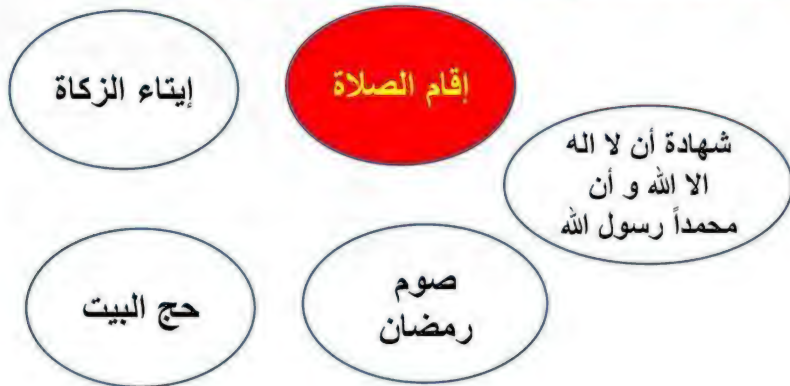 شهادة أن لا اله
الا الله و أن
محمداً رسول الله
إقام الصلاة
إيتاء الزكاة
صوم
رمضان
حج البيت